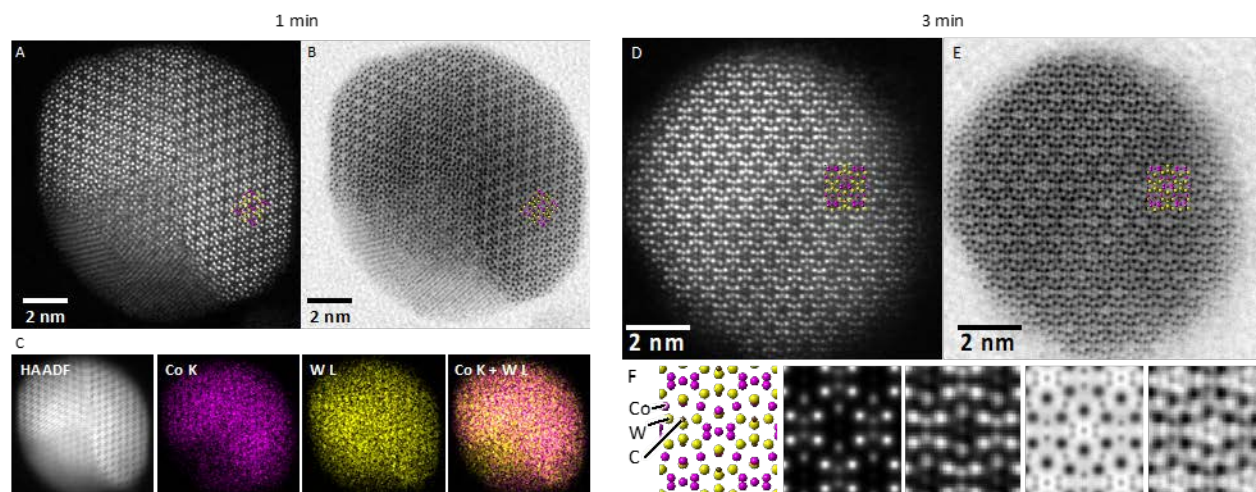 1 min
3 min
A
B
2 nm
2 nm
C
HAADF
Co K
W L
Co K + W L
D
E
2 nm
2 nm
F
Co
W
C